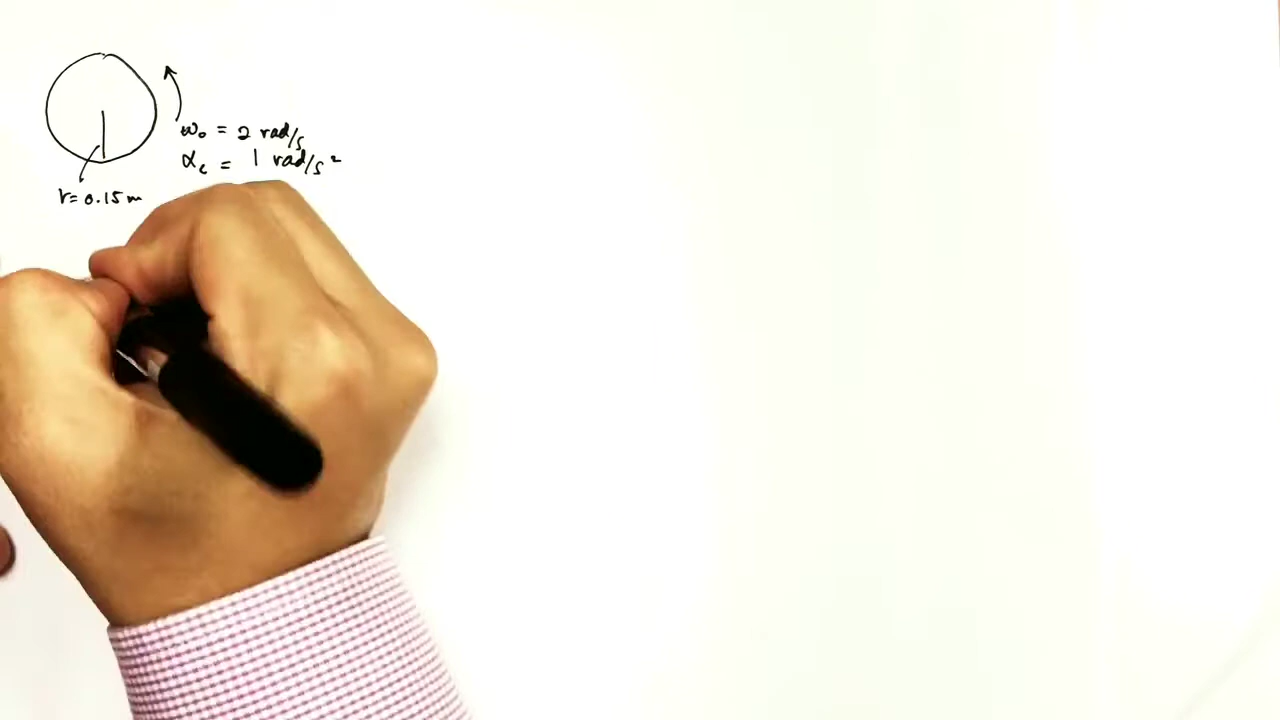 ω₀ = 2 rad/s
α꜀ = 1 rad/s²
r= 0.15 m